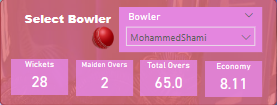 Select Bowler
Bowler
MohammedShami
Wickets
28
Maiden Overs
2
Total Overs
65.0
Economy
8.11